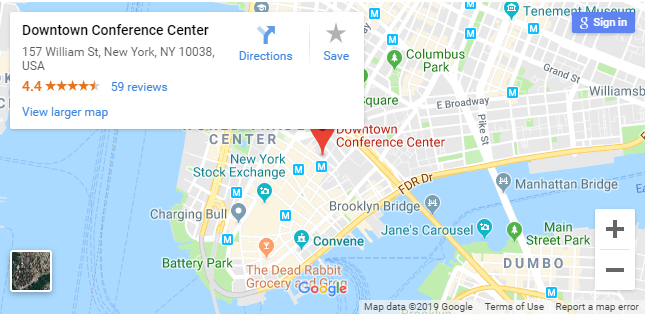 Downtown Conference Center
157 William St, New York, NY 10038,
USA
4.4
59 reviews
View larger map
Directions
Save
Sign in
Tenement Museum
Columbus
Park
Grand St
Williamsbu
Square
E Broadway
Pike St
CENTER
Downtown
Conference Center
New York
Stock Exchange
FDR Dr
Manhattan Bridge
Charging Bull
Brooklyn Bridge
Jane's Carousel
Main
Street Park
Convene
Battery Park
The Dead Rabbit
Grocery and Grog
DUMBO
Google
Map data ©2019 Google
Terms of Use
Report a map error